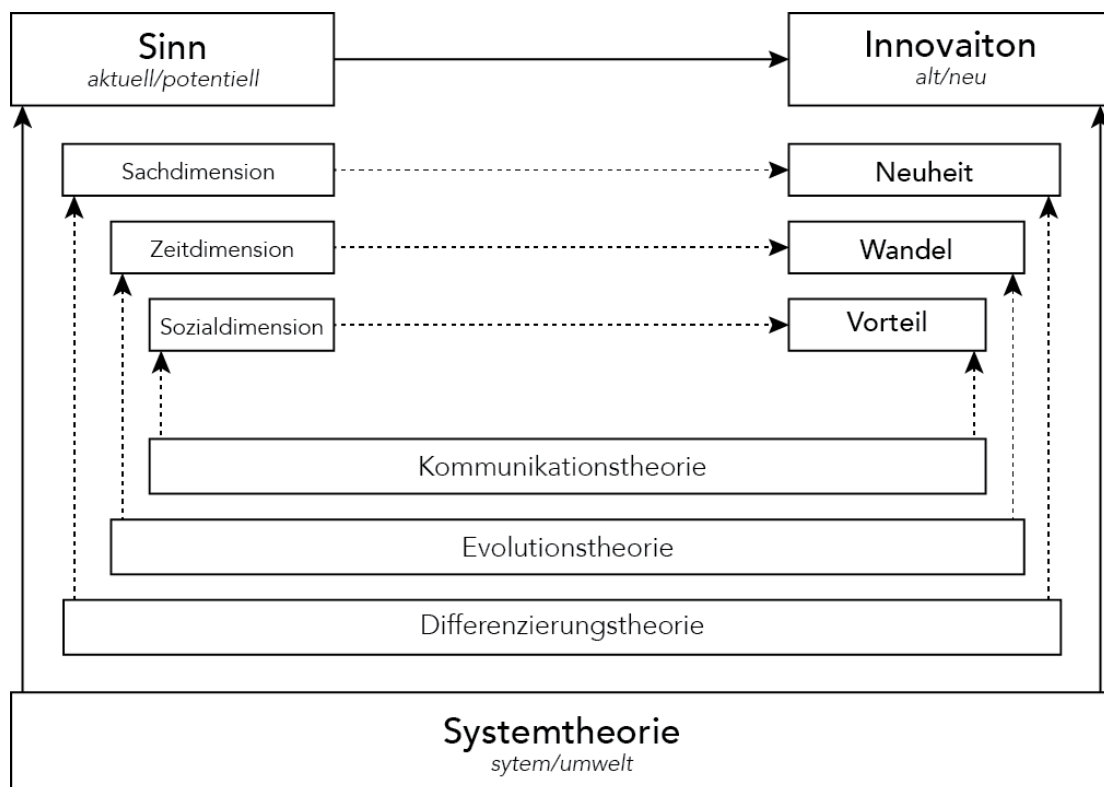 Sinn
aktuell/potentiell
Innovaiton
alt/neu
Sachdimension
Neuheit
Zeitdimension
Wandel
Sozialdimension
Vorteil
Kommunikationstheorie
Evolutionstheorie
Differenzierungstheorie
Systemtheorie
sytem/umwelt